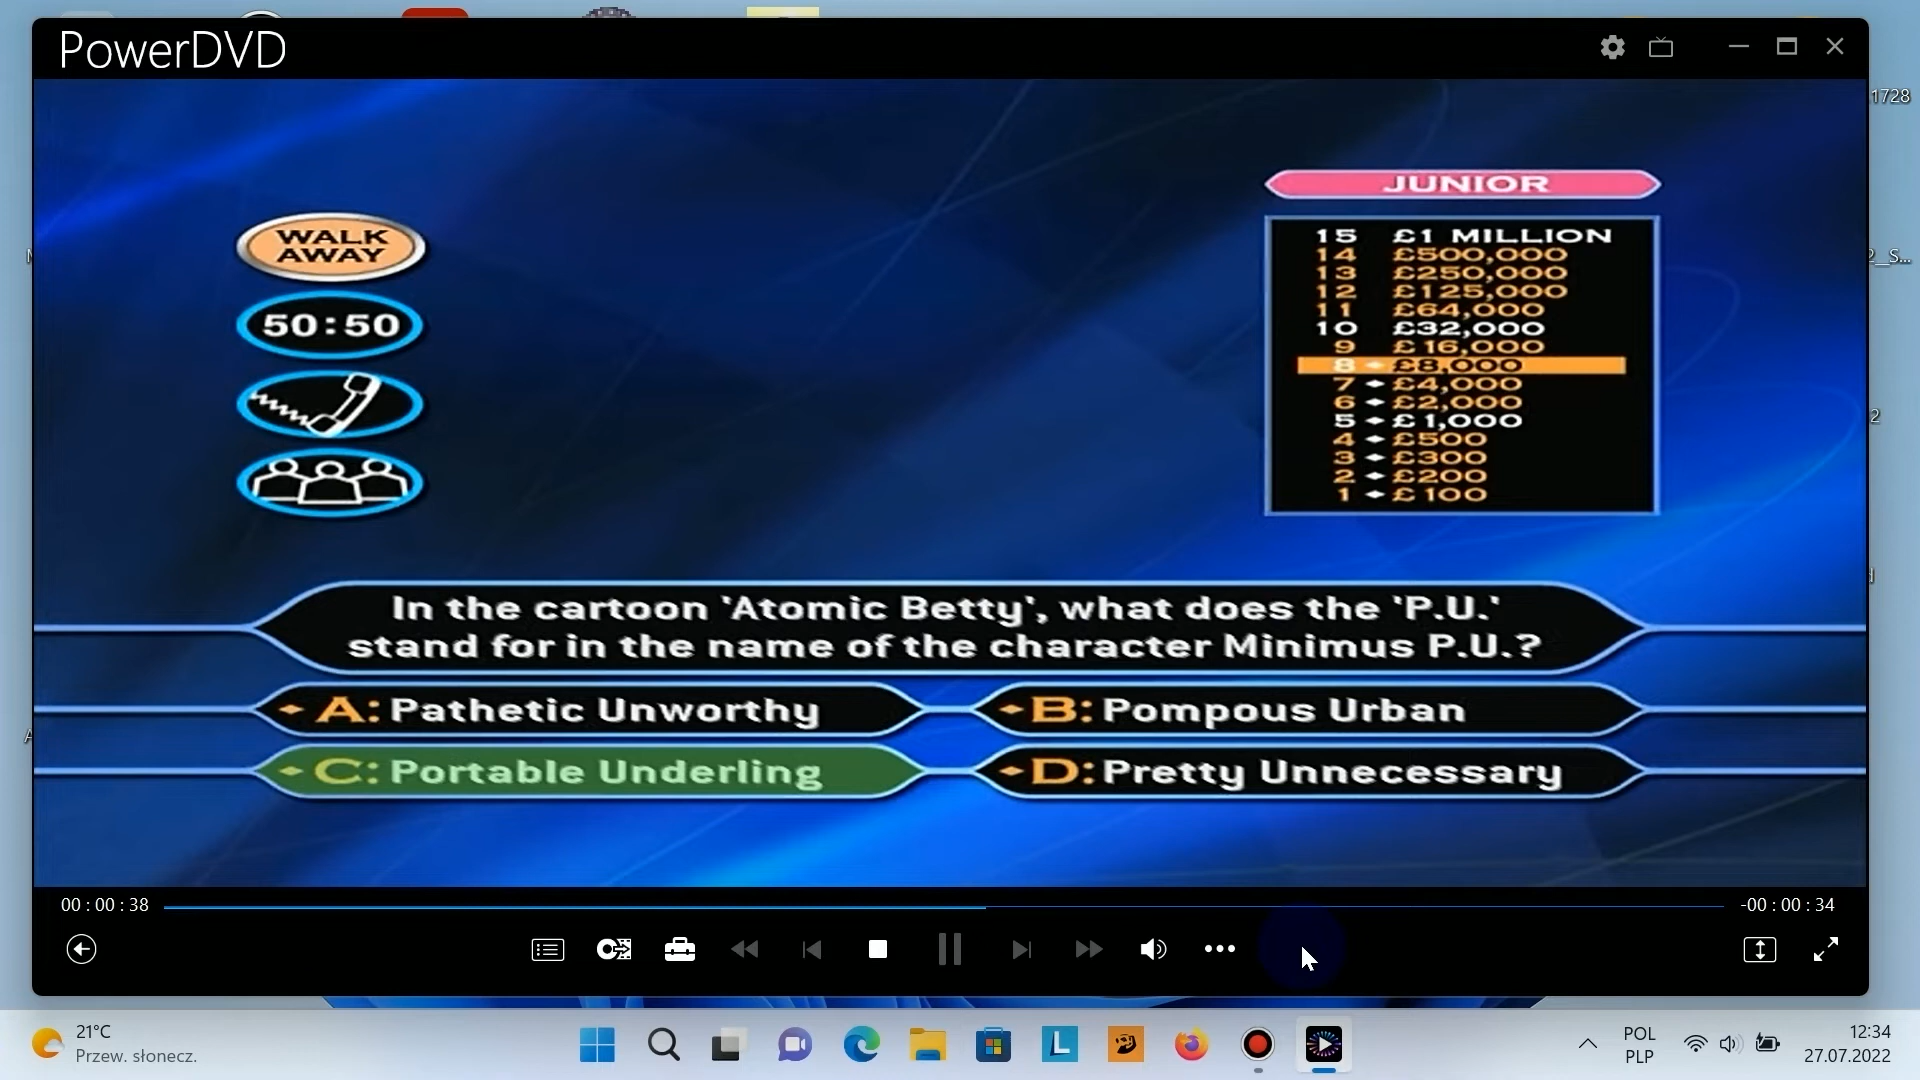 PowerDVD
1728
JUNIOR
WALK
AWAY
50:50
15 £1 MILLION
14 £500,000
13 £250,000
12 £125,000
11 £64,000
10 £32,000
9 £16,000
8 £8,000
7 £4,000
6 £2,000
5 £1,000
4 £500
3 £300
2 £200
1 £100
2__S...
2
In the cartoon 'Atomic Betty', what does the 'P.U.'
stand for in the name of the character Minimus P.U.?
A: Pathetic Unworthy
B: Pompous Urban
C: Portable Underling
D: Pretty Unnecessary
00 : 00 : 38
-00 : 00 : 34
21°C
Przew. słonecz.
L
POL
PLP
12:34
27.07.2022